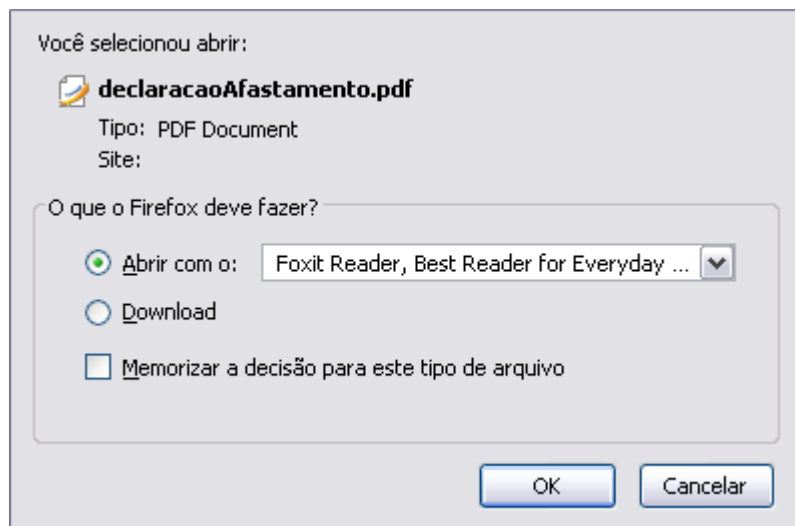 Você selecionou abrir:
declaracaoAfastamento.pdf
Tipo: PDF Document
Site:
O que o Firefox deve fazer?
Abrir com o: Foxit Reader, Best Reader for Everyday ...
Download
Memorizar a decisão para este tipo de arquivo
OK Cancelar